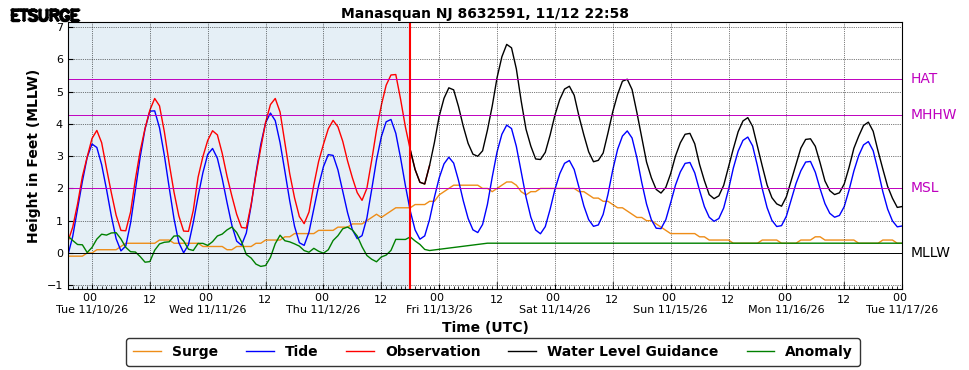 ETSURGE
Manasquan NJ 8632591, 11/12 22:58
Height in Feet (MLLW)
7
6
5
4
3
2
1
0
−1
HAT
MHHW
MSL
MLLW
00 12 00 12 00 12 00 12 00 12 00 12 00 12 00
Tue 11/10/26 Wed 11/11/26 Thu 11/12/26 Fri 11/13/26 Sat 11/14/26 Sun 11/15/26 Mon 11/16/26 Tue 11/17/26
Time (UTC)
Surge Tide Observation Water Level Guidance Anomaly